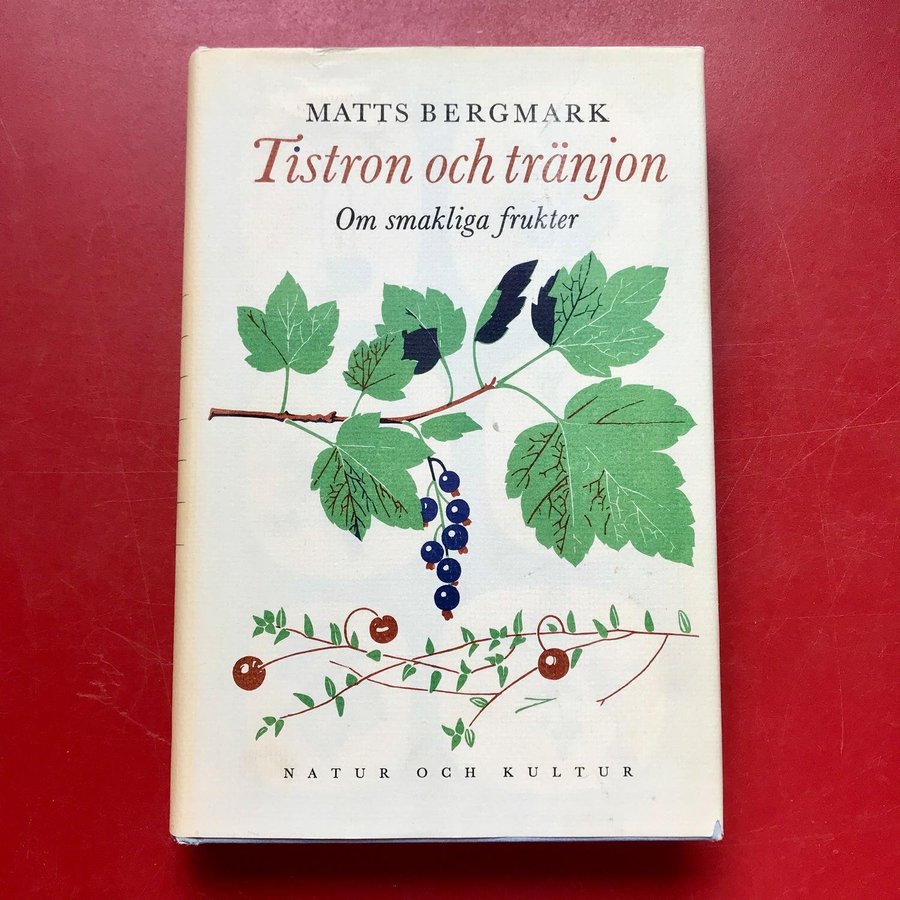 MATTS BERGMARK
Tistron och tränjon
Om smakliga frukter
NATUR OCH KULTUR